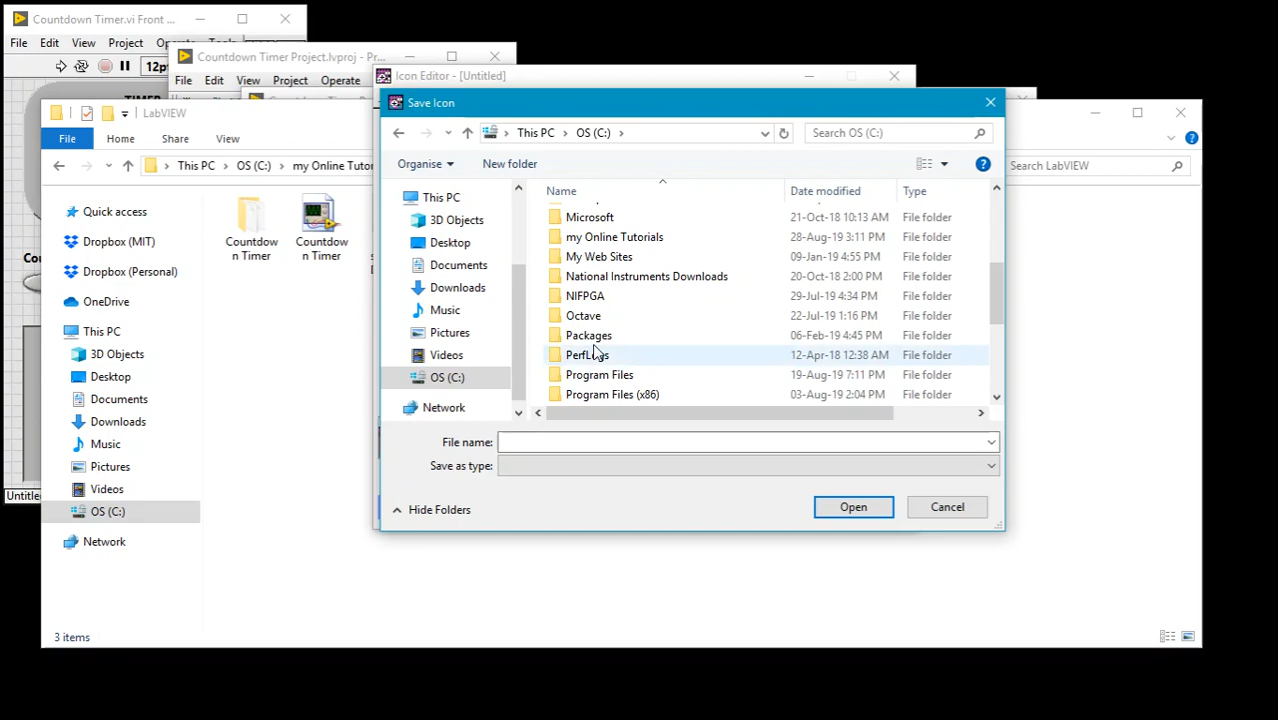 Countdown Timer.vi Front ...
File Edit View Project Operate Tools
12pt
Countdown Timer Project.lvproj - Pr...
File Edit View Project Operate
Icon Editor - [Untitled]
LabVIEW
File Home Share View
This PC OS (C:) my Online Tutor
Search LabVIEW
Quick access
Dropbox (MIT)
Dropbox (Personal)
OneDrive
This PC
3D Objects
Desktop
Documents
Downloads
Music
Pictures
Videos
OS (C:)
Network
3 items
Countdow
n Timer
Countdow
n Timer
Save Icon
This PC OS (C:)
Search OS (C:)
Organise New folder
This PC
3D Objects
Desktop
Documents
Downloads
Music
Pictures
Videos
OS (C:)
Network
Name Date modified Type
Microsoft 21-Oct-18 10:13 AM File folder
my Online Tutorials 28-Aug-19 3:11 PM File folder
My Web Sites 09-Jan-19 4:55 PM File folder
National Instruments Downloads 20-Oct-18 2:00 PM File folder
NIFPGA 29-Jul-19 4:34 PM File folder
Octave 22-Jul-19 1:16 PM File folder
Packages 06-Feb-19 4:45 PM File folder
PerfLogs 12-Apr-18 12:38 AM File folder
Program Files 19-Aug-19 7:11 PM File folder
Program Files (x86) 03-Aug-19 2:04 PM File folder
File name:
Save as type:
Hide Folders
Open Cancel